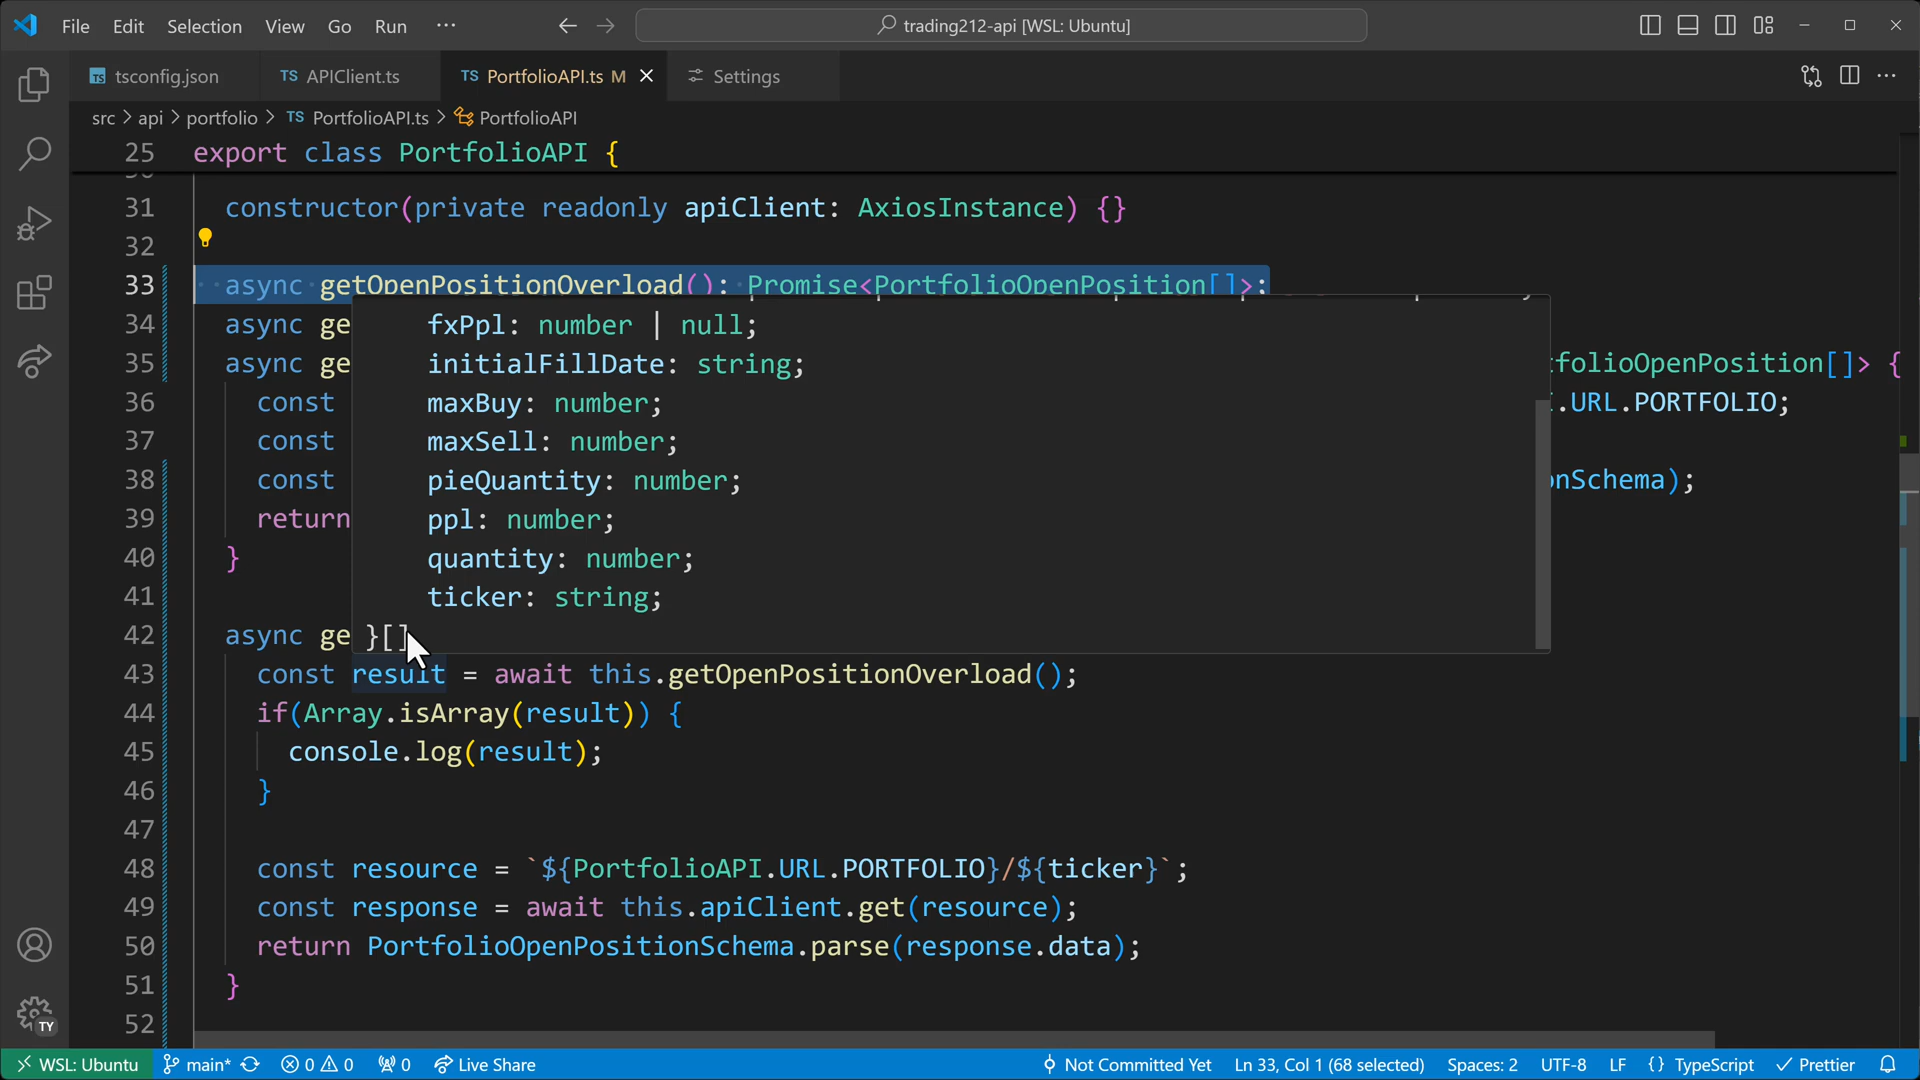 File Edit Selection View Go Run ··· trading212-api [WSL: Ubuntu]
TS tsconfig.json TS APIClient.ts TS PortfolioAPI.ts M Settings
src > api > portfolio > TS PortfolioAPI.ts > PortfolioAPI
25 export class PortfolioAPI {
31 constructor(private readonly apiClient: AxiosInstance) {}
32
33 async getOpenPositionOverload(): Promise<PortfolioOpenPosition[]>;
34 async ge fxPpl: number | null;
initialFillDate: string;
35 async ge tfolioOpenPosition[]> {
maxBuy: number;
36 const .URL.PORTFOLIO;
maxSell: number;
37 const
pieQuantity: number;
38 const nSchema);
ppl: number;
39 return
quantity: number;
40 }
ticker: string;
41
}[]
42 async ge
43 const result = await this.getOpenPositionOverload();
44 if(Array.isArray(result)) {
45 console.log(result);
46 }
47
48 const resource = `${PortfolioAPI.URL.PORTFOLIO}/${ticker}`;
49 const response = await this.apiClient.get(resource);
50 return PortfolioOpenPositionSchema.parse(response.data);
51 }
52
TY
WSL: Ubuntu main* 0 0 0 Live Share Not Committed Yet Ln 33, Col 1 (68 selected) Spaces: 2 UTF-8 LF {} TypeScript Prettier